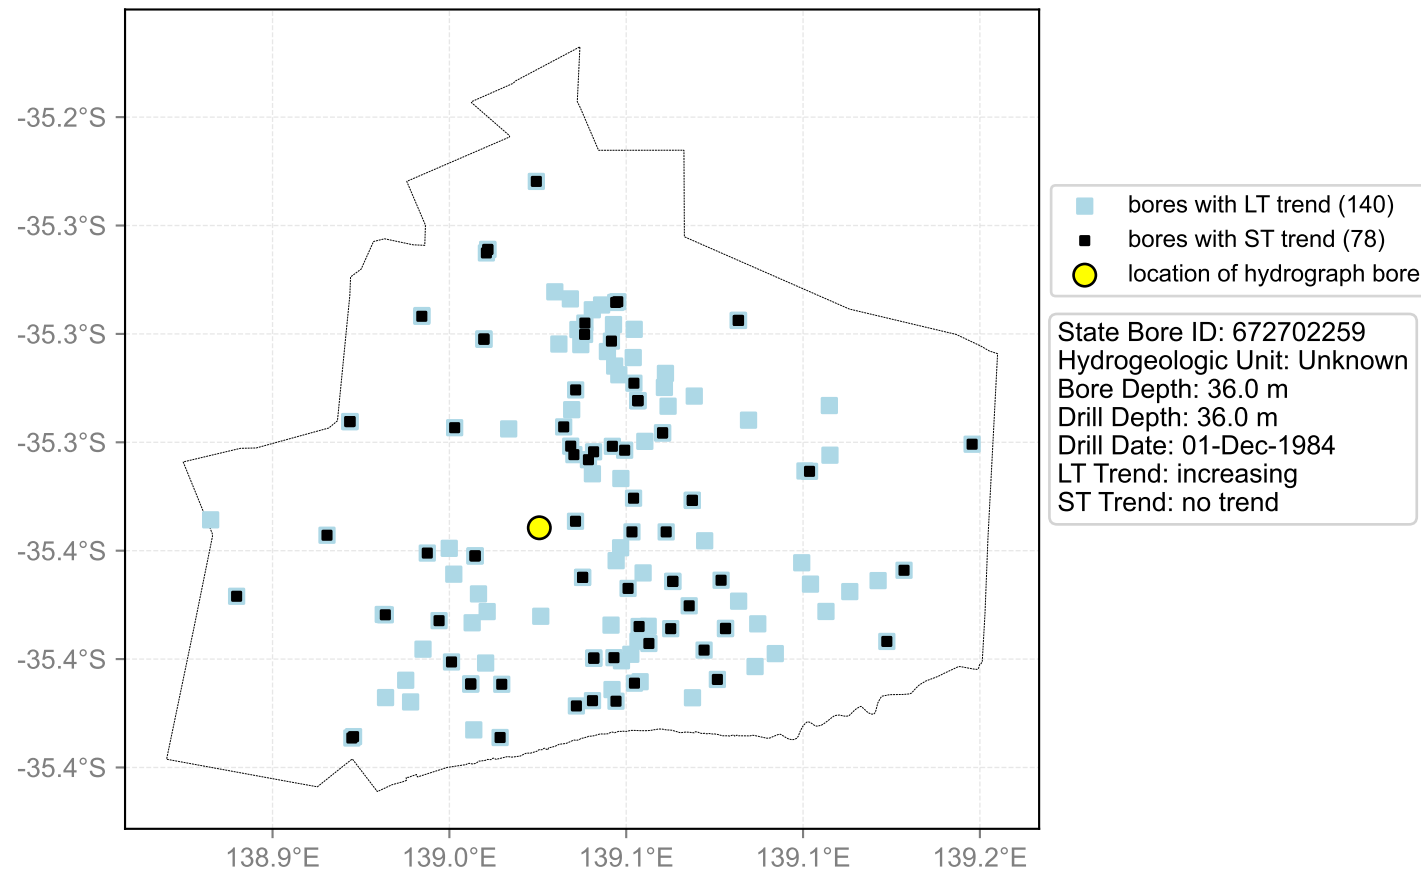 -35.2°S
-35.3°S
-35.3°S
-35.3°S
-35.4°S
-35.4°S
-35.4°S
138.9°E
139.0°E
139.1°E
139.1°E
139.2°E
bores with LT trend (140)
bores with ST trend (78)
location of hydrograph bore
State Bore ID: 672702259
Hydrogeologic Unit: Unknown
Bore Depth: 36.0 m
Drill Depth: 36.0 m
Drill Date: 01-Dec-1984
LT Trend: increasing
ST Trend: no trend